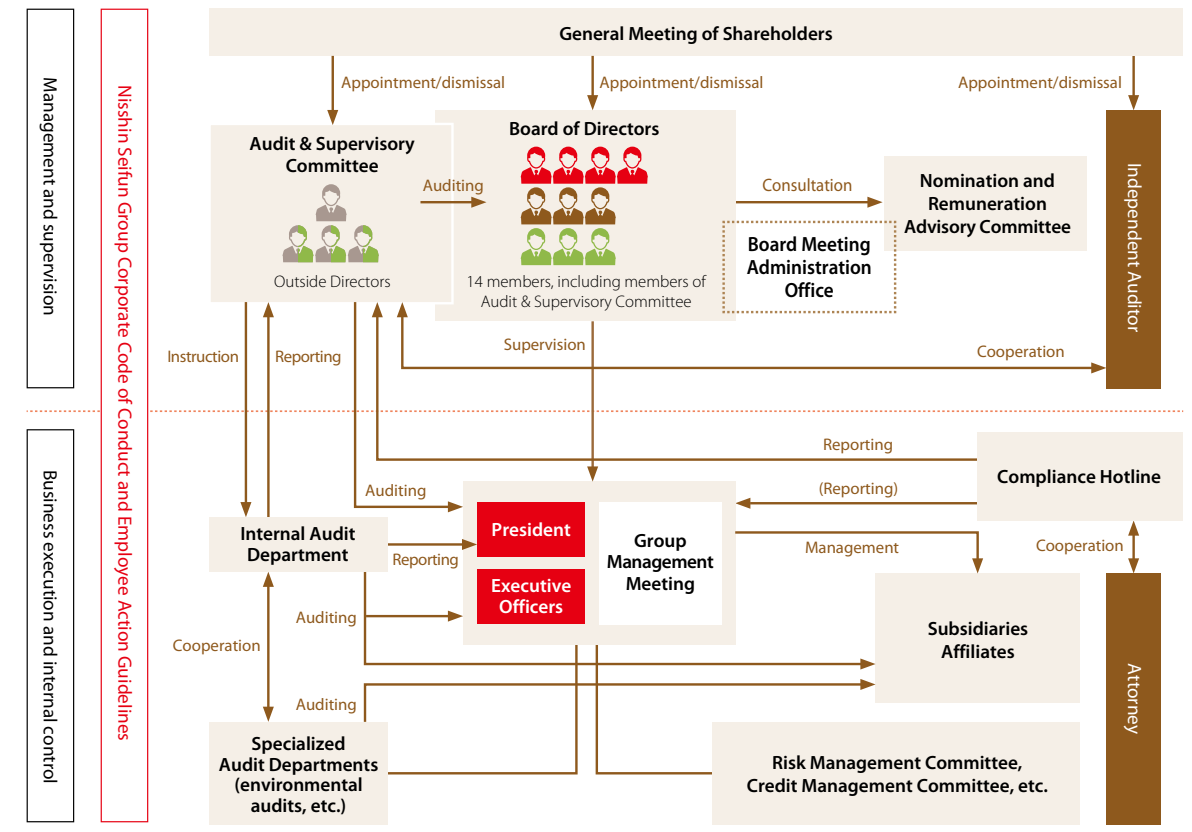 Management and supervision
Business execution and internal control
Nisshin Seifun Group Corporate Code of Conduct and Employee Action Guidelines
General Meeting of Shareholders
Appointment/dismissal
Appointment/dismissal
Appointment/dismissal
Audit & Supervisory
Committee
Outside Directors
Auditing
Board of Directors
14 members, including members of
Audit & Supervisory Committee
Consultation
Nomination and
Remuneration
Advisory Committee
Board Meeting
Administration
Office
Independent Auditor
Instruction
Reporting
Supervision
Cooperation
Reporting
(Reporting)
Compliance Hotline
Auditing
Internal Audit
Department
Reporting
President
Executive
Officers
Group
Management
Meeting
Management
Cooperation
Auditing
Cooperation
Subsidiaries
Affiliates
Attorney
Auditing
Specialized
Audit Departments
(environmental
audits, etc.)
Risk Management Committee,
Credit Management Committee, etc.